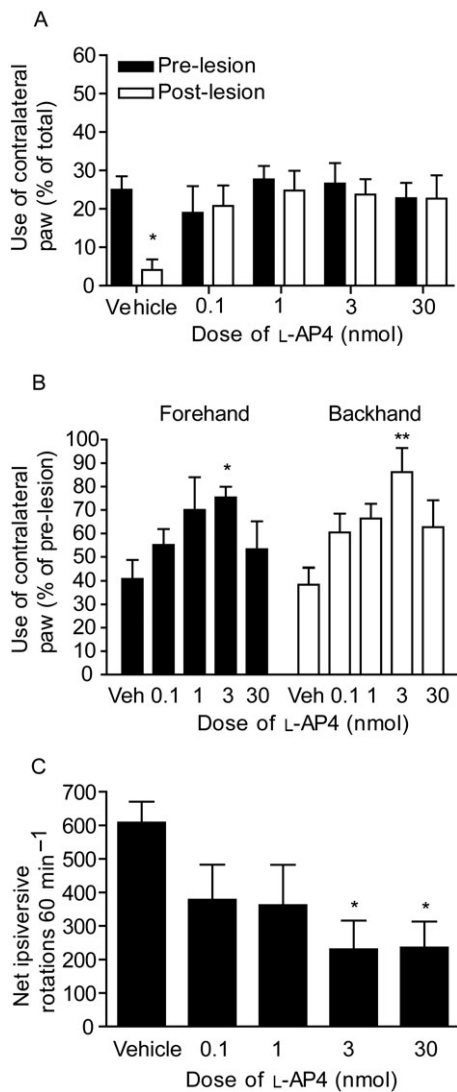 A
Pre-lesion
Post-lesion
Use of contralateral
paw (% of total)
60
50
40
30
20
10
0
*
Vehicle 0.1 1 3 30
Dose of L-AP4 (nmol)
B
Forehand Backhand
Use of contralateral
paw (% of pre-lesion)
100
90
80
70
60
50
40
30
20
10
0
* **
Veh 0.1 1 3 30 Veh 0.1 1 3 30
Dose of L-AP4 (nmol)
C
Net ipsiversive
rotations 60 min⁻¹
700
600
500
400
300
200
100
0
* *
Vehicle 0.1 1 3 30
Dose of L-AP4 (nmol)